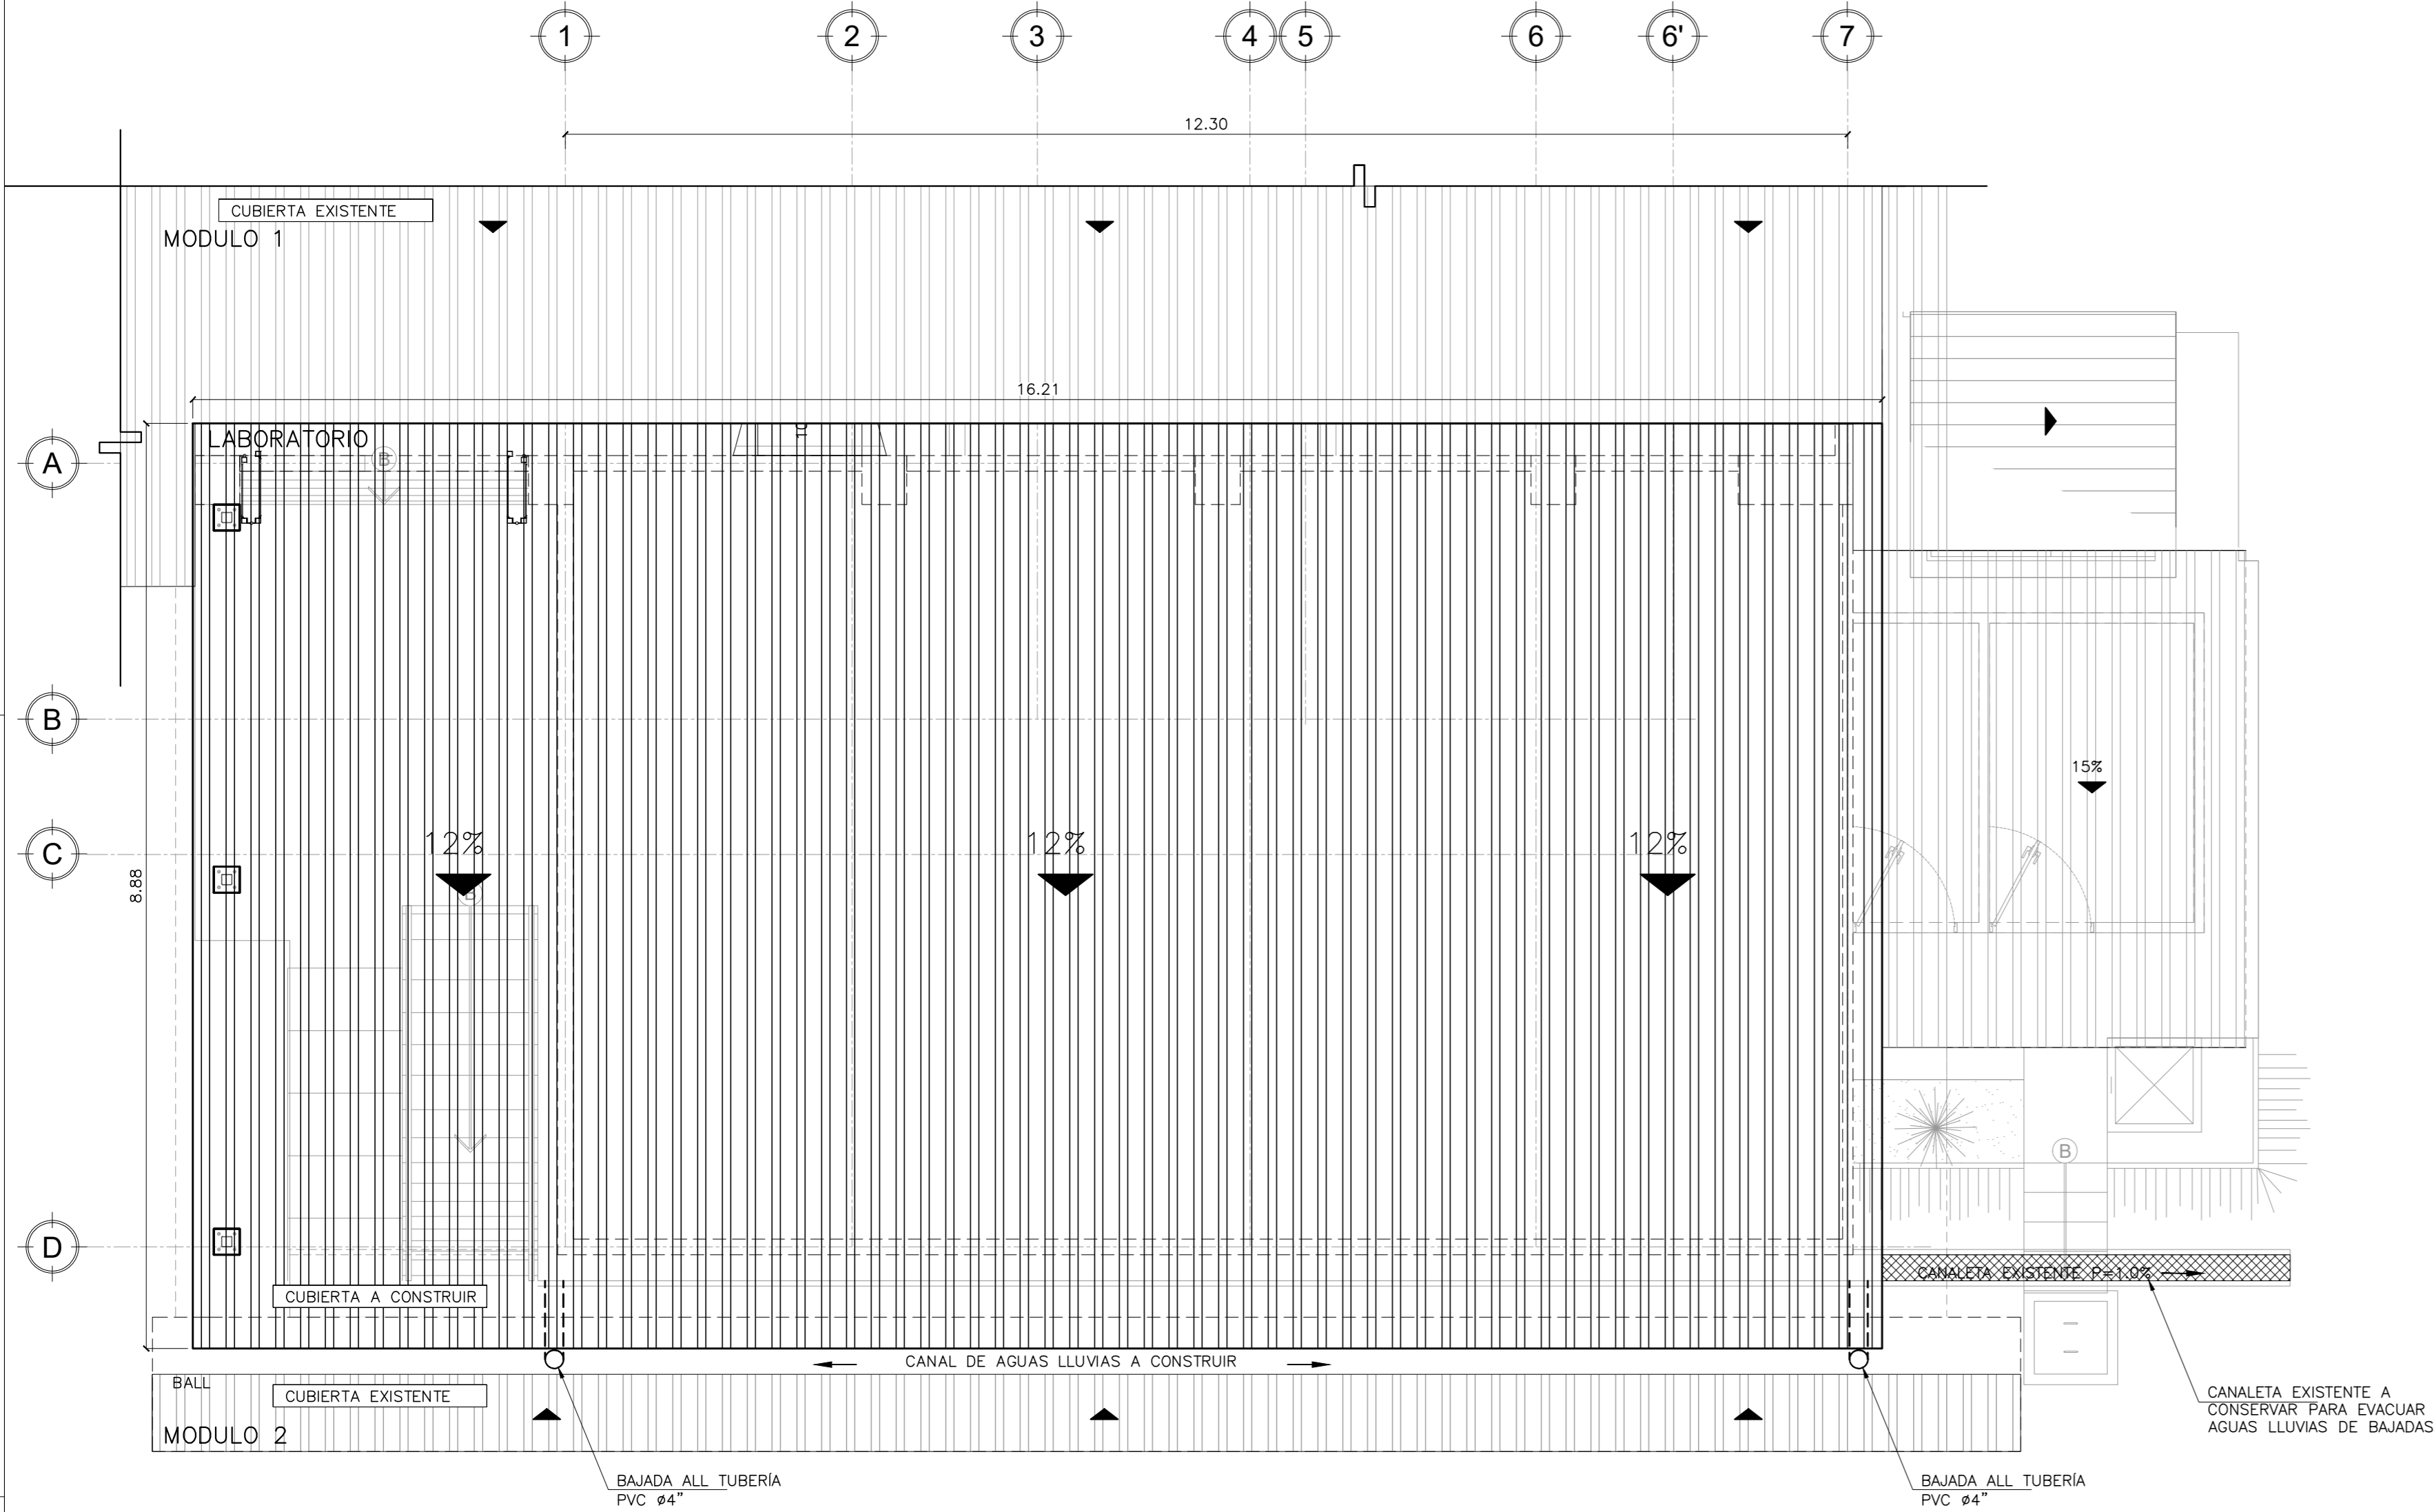 1 2 3 4 5 6 6' 7
12.30
CUBIERTA EXISTENTE
MODULO 1
16.21
LABORATORIO
10
A
B
B
15%
12% 12% 12%
C
8.88
B
B
D
CANALETA EXISTENTE P=1.0%
CUBIERTA A CONSTRUIR
CANAL DE AGUAS LLUVIAS A CONSTRUIR
BALL
CUBIERTA EXISTENTE
MODULO 2
CANALETA EXISTENTE A
CONSERVAR PARA EVACUAR
AGUAS LLUVIAS DE BAJADAS
BAJADA ALL TUBERÍA
PVC ø4"
BAJADA ALL TUBERÍA
PVC ø4"